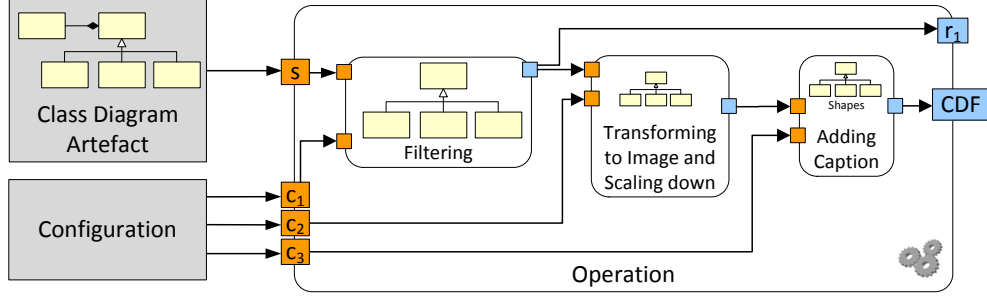 Class Diagram
Artefact
Configuration
s
c₁
c₂
c₃
Filtering
Transforming
to Image and
Scaling down
Shapes
Adding
Caption
r₁
CDF
Operation